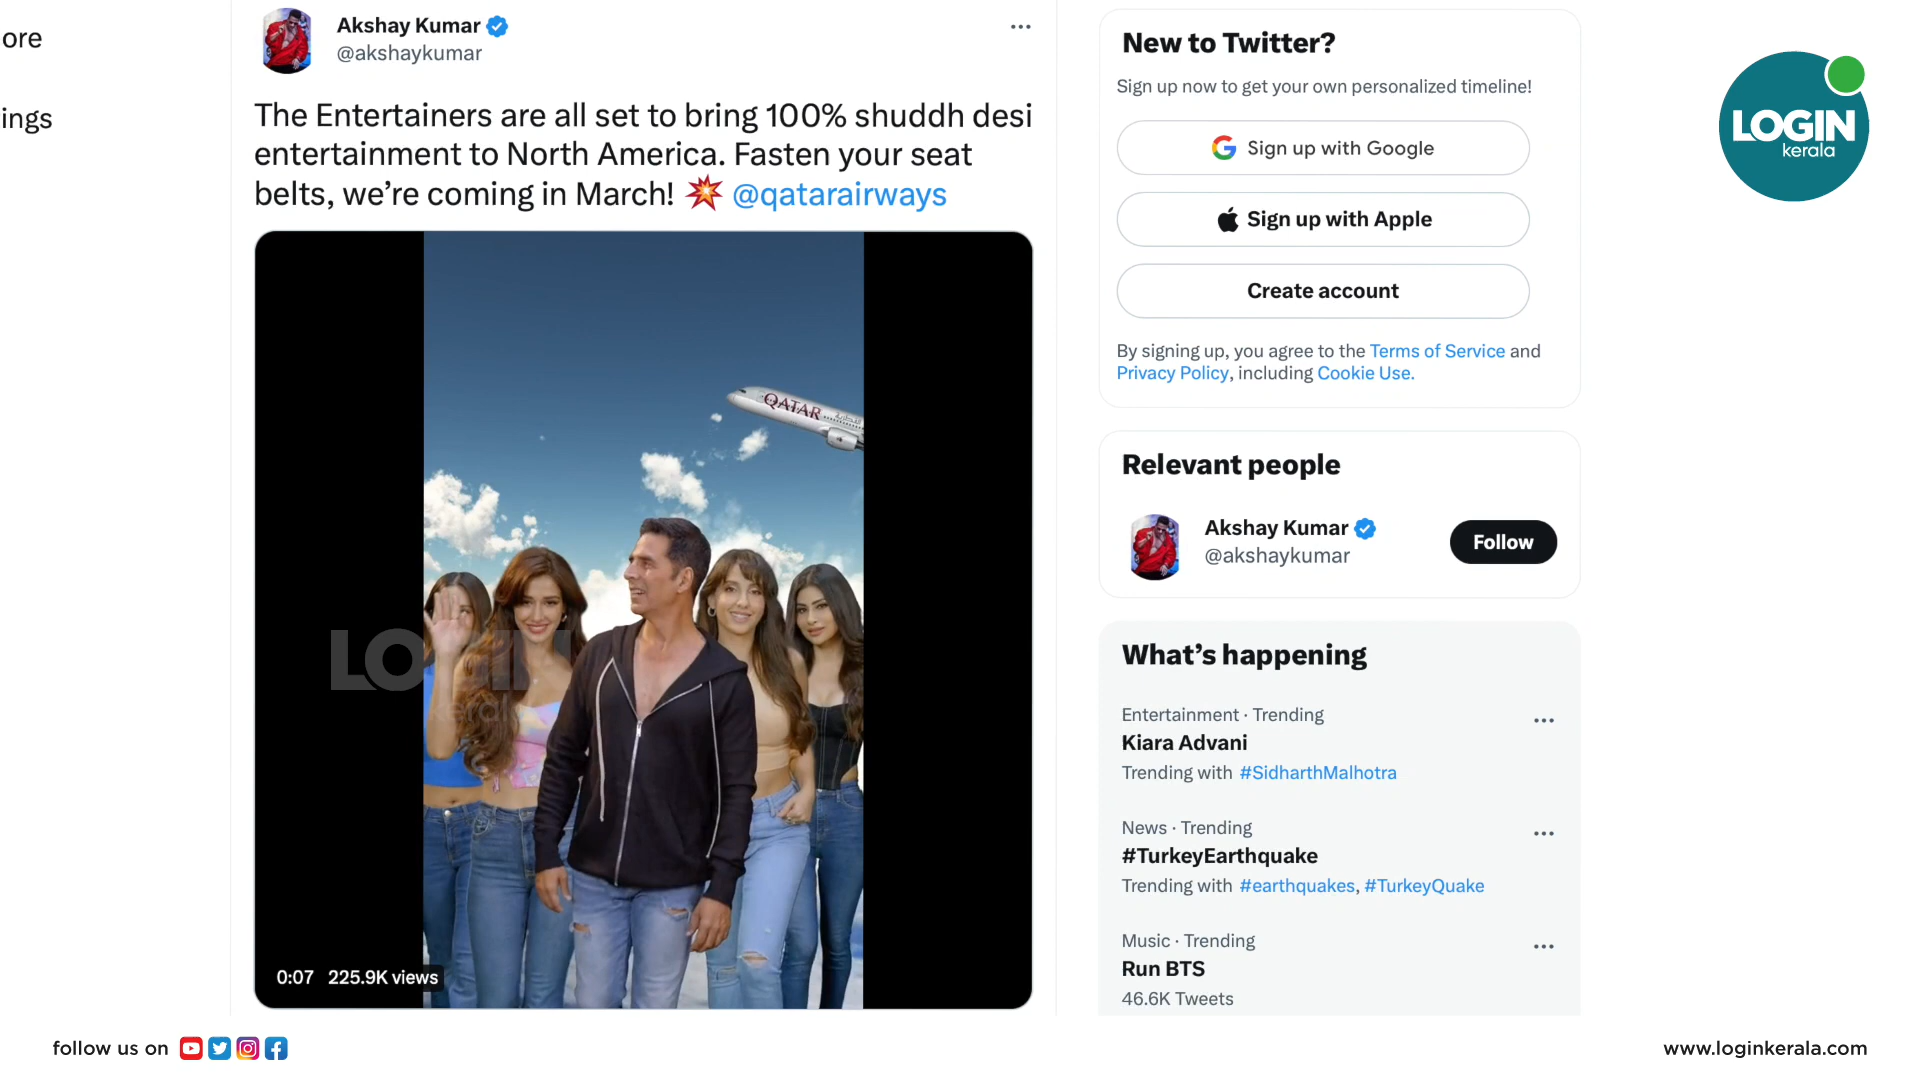 ore
ings
Akshay Kumar
@akshaykumar
The Entertainers are all set to bring 100% shuddh desi
entertainment to North America. Fasten your seat
belts, we're coming in March! 💥 @qatarairways
QATAR
LOGIN
kerala
0:07 225.9K views
New to Twitter?
Sign up now to get your own personalized timeline!
Sign up with Google
Sign up with Apple
Create account
By signing up, you agree to the Terms of Service and
Privacy Policy, including Cookie Use.
Relevant people
Akshay Kumar
@akshaykumar
Follow
What's happening
Entertainment · Trending
Kiara Advani
Trending with #SidharthMalhotra
News · Trending
#TurkeyEarthquake
Trending with #earthquakes, #TurkeyQuake
Music · Trending
Run BTS
46.6K Tweets
LOGIN
kerala
follow us on
www.loginkerala.com